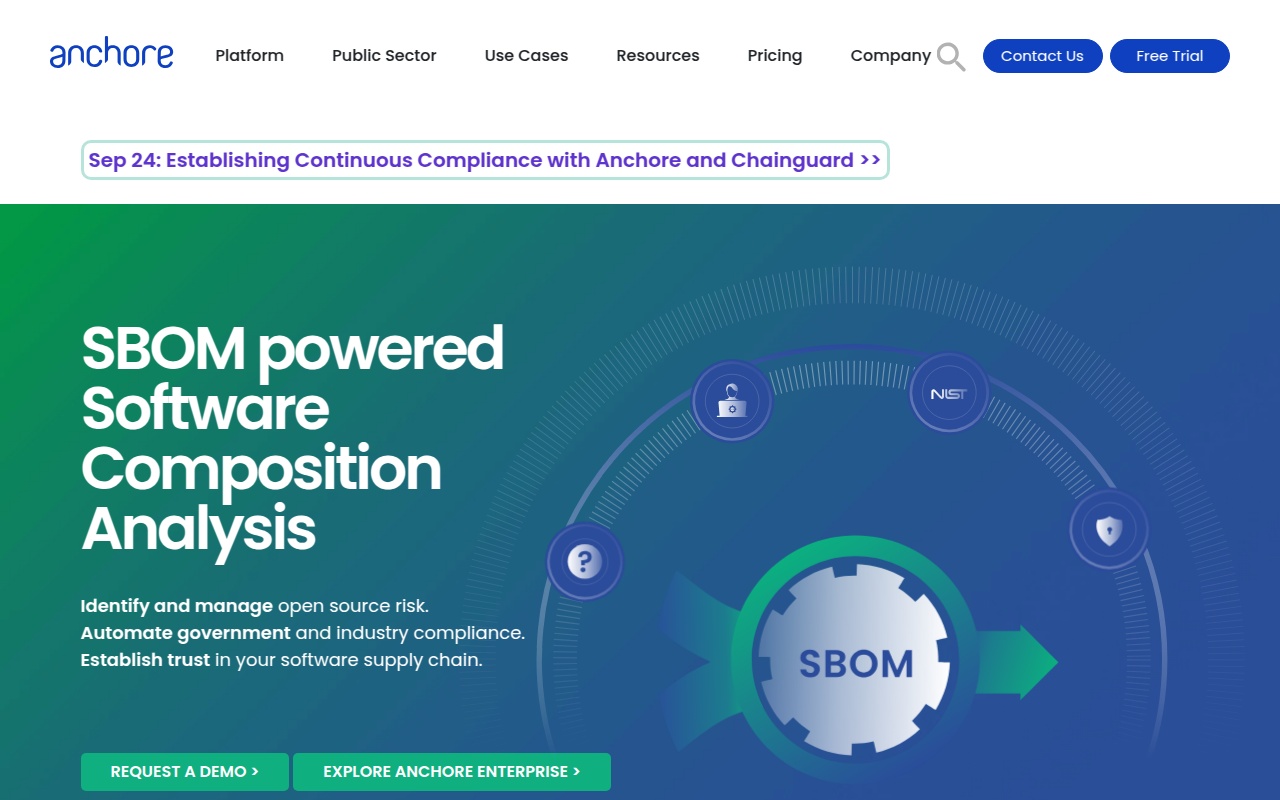 anchore
Platform
Public Sector
Use Cases
Resources
Pricing
Company
Contact Us
Free Trial
Sep 24: Establishing Continuous Compliance with Anchore and Chainguard >>
SBOM powered
Software
Composition
Analysis
NIST
?
SBOM
Identify and manage open source risk.
Automate government and industry compliance.
Establish trust in your software supply chain.
REQUEST A DEMO >
EXPLORE ANCHORE ENTERPRISE >